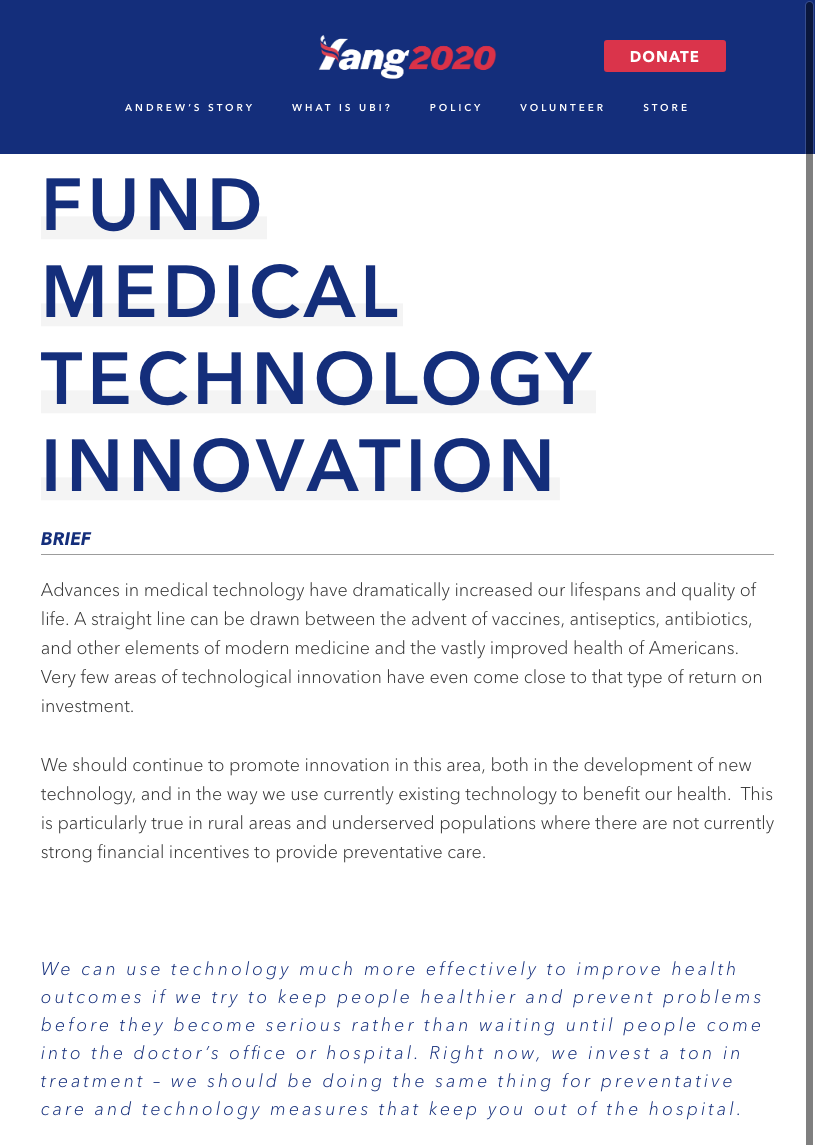 Yang2020
DONATE
ANDREW'S STORY WHAT IS UBI? POLICY VOLUNTEER STORE
FUND
MEDICAL
TECHNOLOGY
INNOVATION
BRIEF
Advances in medical technology have dramatically increased our lifespans and quality of
life. A straight line can be drawn between the advent of vaccines, antiseptics, antibiotics,
and other elements of modern medicine and the vastly improved health of Americans.
Very few areas of technological innovation have even come close to that type of return on
investment.
We should continue to promote innovation in this area, both in the development of new
technology, and in the way we use currently existing technology to benefit our health.  This
is particularly true in rural areas and underserved populations where there are not currently
strong financial incentives to provide preventative care.
We can use technology much more effectively to improve health
outcomes if we try to keep people healthier and prevent problems
before they become serious rather than waiting until people come
into the doctor’s office or hospital. Right now, we invest a ton in
treatment – we should be doing the same thing for preventative
care and technology measures that keep you out of the hospital.